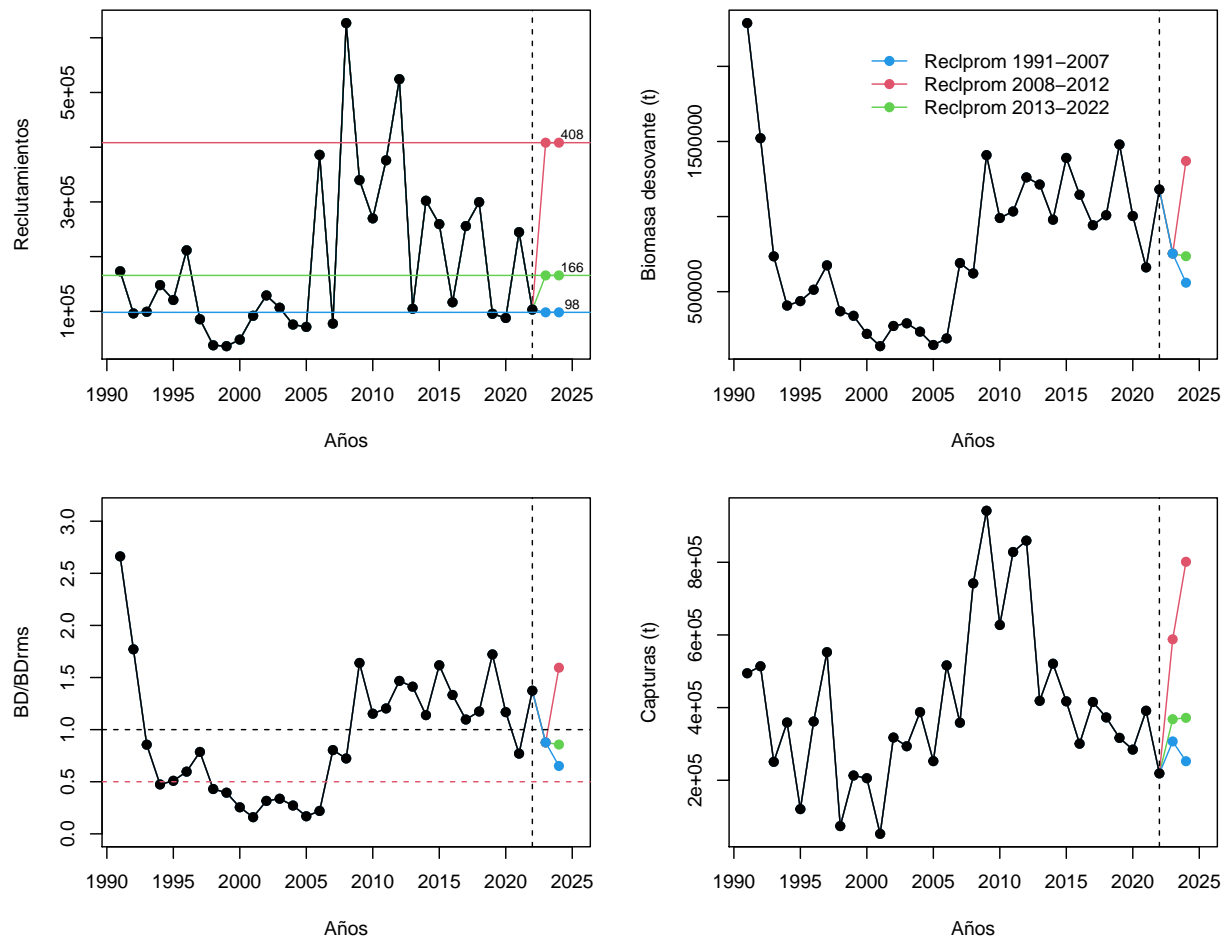 Reclutamientos
1e+05
3e+05
5e+05
408
166
98
1990 1995 2000 2005 2010 2015 2020 2025
Años
Biomasa desovante (t)
500000
1500000
Reclprom 1991−2007
Reclprom 2008−2012
Reclprom 2013−2022
1990 1995 2000 2005 2010 2015 2020 2025
Años
BD/BDrms
0.0
0.5
1.0
1.5
2.0
2.5
3.0
1990 1995 2000 2005 2010 2015 2020 2025
Años
Capturas (t)
2e+05
4e+05
6e+05
8e+05
1990 1995 2000 2005 2010 2015 2020 2025
Años